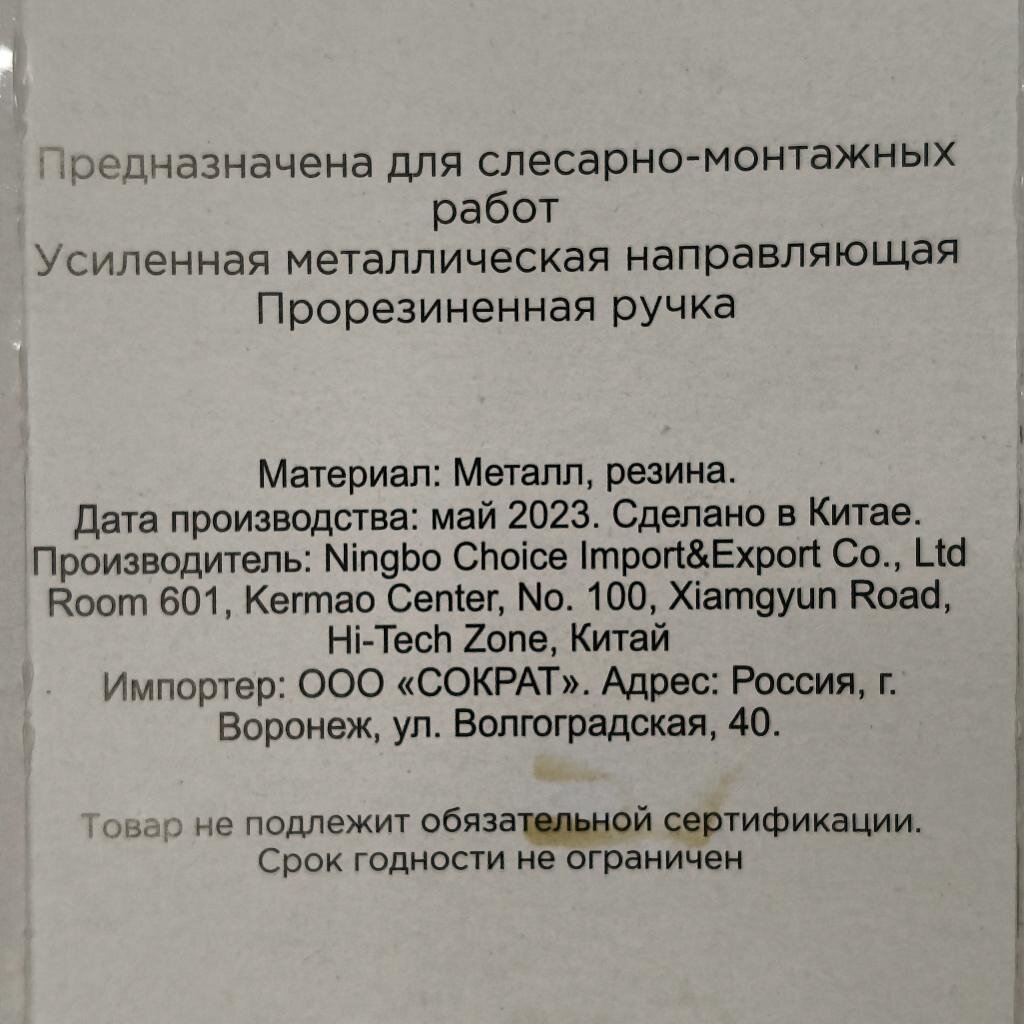 Предназначена для слесарно-монтажных
работ
Усиленная металлическая направляющая
Прорезиненная ручка
Материал: Металл, резина.
Дата производства: май 2023. Сделано в Китае.
Производитель: Ningbo Choice Import&Export Co., Ltd
Room 601, Kermao Center, No. 100, Xiamgyun Road,
Hi-Tech Zone, Китай
Импортер: ООО «СОКРАТ». Адрес: Россия, г.
Воронеж, ул. Волгоградская, 40.
Товар не подлежит обязательной сертификации.
Срок годности не ограничен